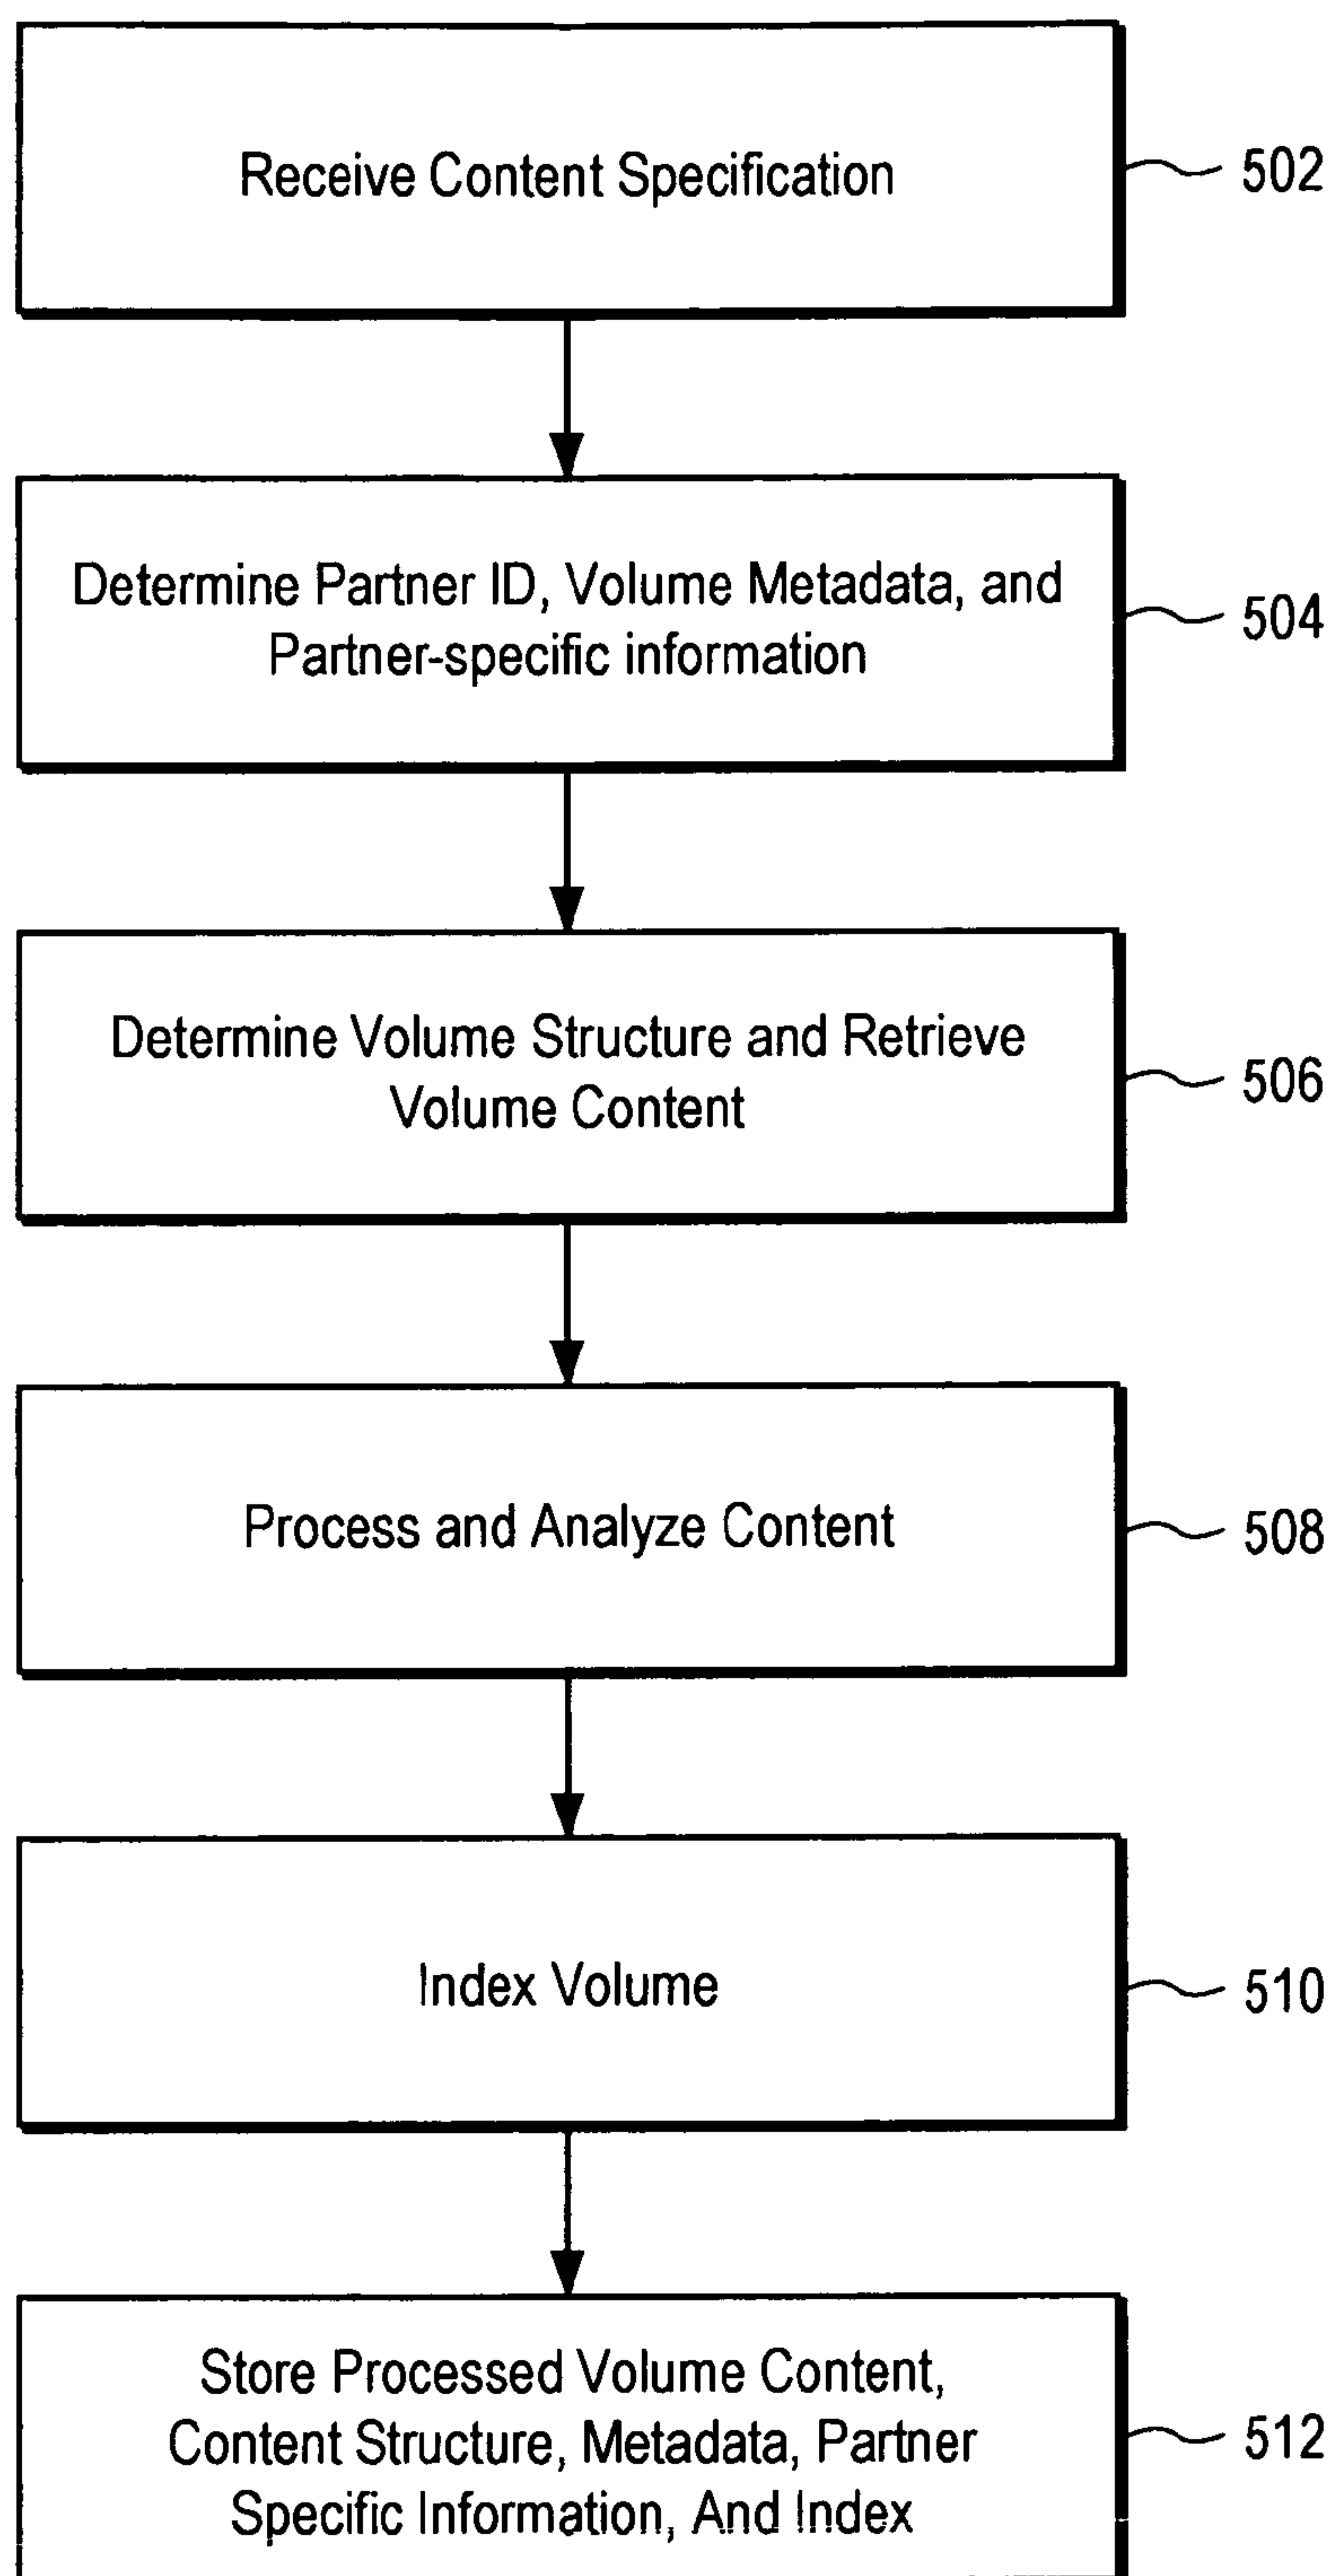 Receive Content Specification
502
Determine Partner ID, Volume Metadata, and
Partner-specific information
504
Determine Volume Structure and Retrieve
Volume Content
506
Process and Analyze Content
508
Index Volume
510
Store Processed Volume Content,
Content Structure, Metadata, Partner
Specific Information, And Index
512